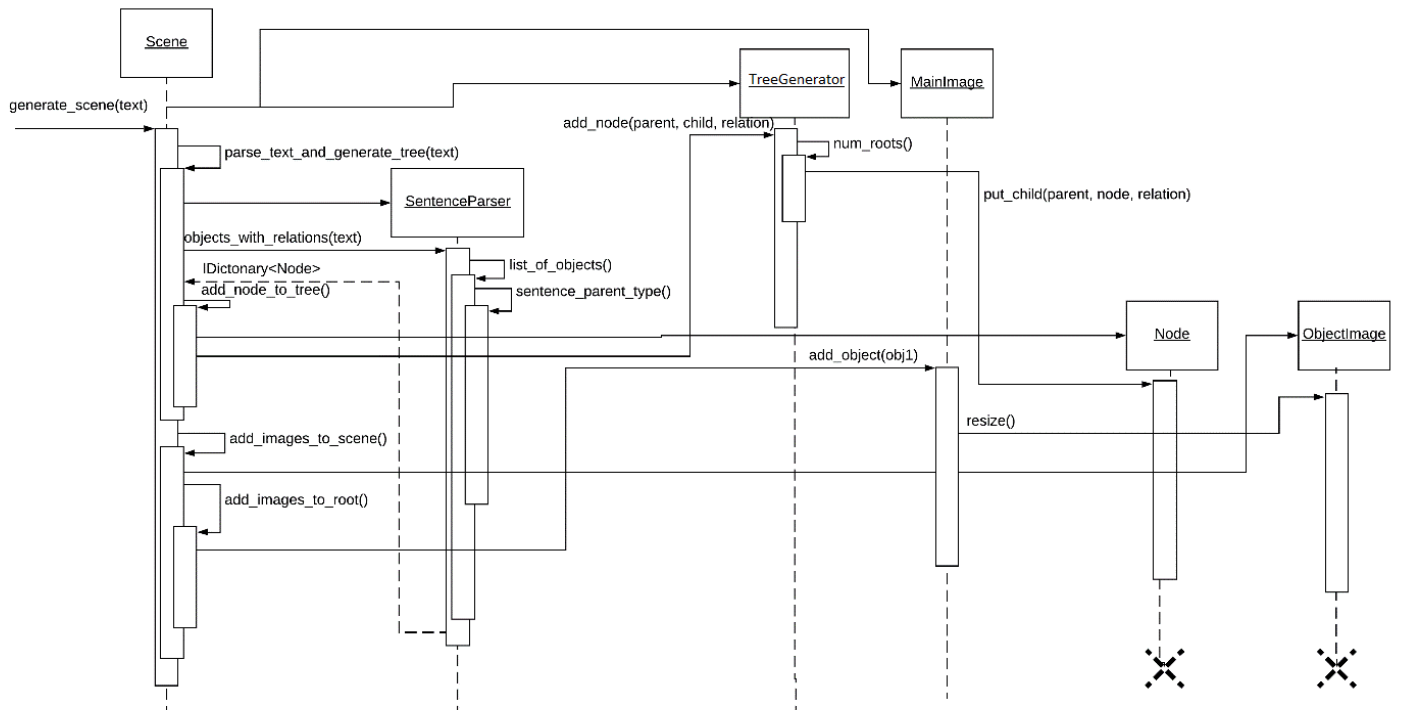 Scene
TreeGenerator
MainImage
generate_scene(text)
add_node(parent, child, relation)
num_roots()
parse_text_and_generate_tree(text)
put_child(parent, node, relation)
SentenceParser
objects_with_relations(text)
list_of_objects()
IDictonary<Node>
add_node_to_tree()
sentence_parent_type()
Node
ObjectImage
add_object(obj1)
resize()
add_images_to_scene()
add_images_to_root()